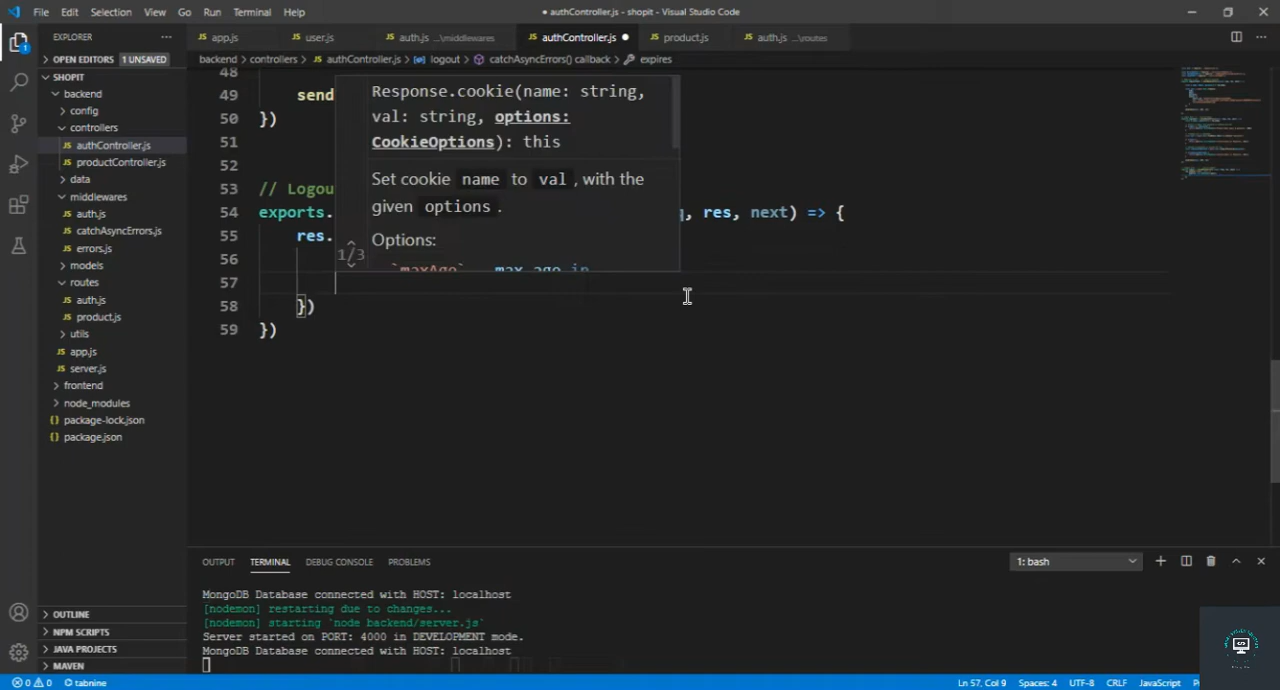 File Edit Selection View Go Run Terminal Help
● authController.js - shopit - Visual Studio Code
EXPLORER ···
app.js user.js auth.js ...\middlewares authController.js ● product.js auth.js ...\routes
OPEN EDITORS 1 UNSAVED
backend > controllers > authController.js > logout > catchAsyncErrors() callback > expires
SHOPIT
backend
config
controllers
authController.js
productController.js
data
middlewares
auth.js
catchAsyncErrors.js
errors.js
models
routes
auth.js
product.js
utils
app.js
server.js
frontend
node_modules
package-lock.json
package.json
OUTLINE
NPM SCRIPTS
JAVA PROJECTS
MAVEN
48
49 send
50 })
51
52
53 // Logou
54 exports. res, next) => {
55 res.
56
57
58 })
59 })
Response.cookie(name: string,
val: string, options:
CookieOptions): this
Set cookie name to val , with the
given options .
1/3
Options:
`maxAge` max-age in
OUTPUT TERMINAL DEBUG CONSOLE PROBLEMS
1: bash
MongoDB Database connected with HOST: localhost
[nodemon] restarting due to changes...
[nodemon] starting `node backend/server.js`
Server started on PORT: 4000 in DEVELOPMENT mode.
MongoDB Database connected with HOST: localhost
0 0 tabnine
Ln 57, Col 9 Spaces: 4 UTF-8 CRLF JavaScript